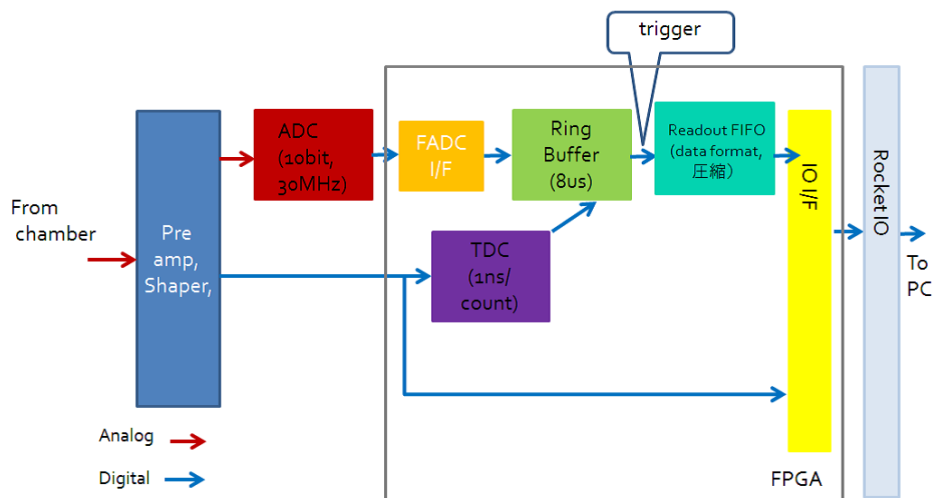 trigger
ADC
(10bit,
30MHz)
FADC
I/F
Ring
Buffer
(8us)
Readout FIFO
(data format,
圧縮）
IO I/F
RocketIO
From
chamber
Pre
amp,
Shaper,
TDC
(1ns/
count)
To
PC
Analog
Digital
FPGA